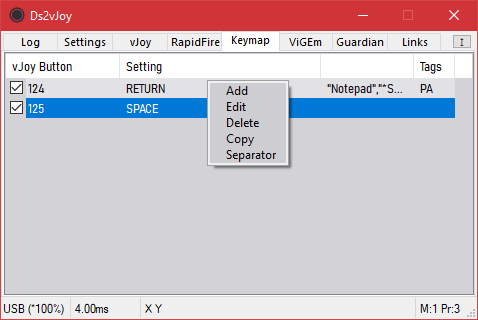 Ds2vJoy
Log Settings vJoy RapidFire Keymap ViGEm Guardian Links
vJoy Button Setting Tags
124 RETURN "Notepad","^S... PA
125 SPACE
Add
Edit
Delete
Copy
Separator
USB (*100%) 4.00ms X Y M:1 Pr:3